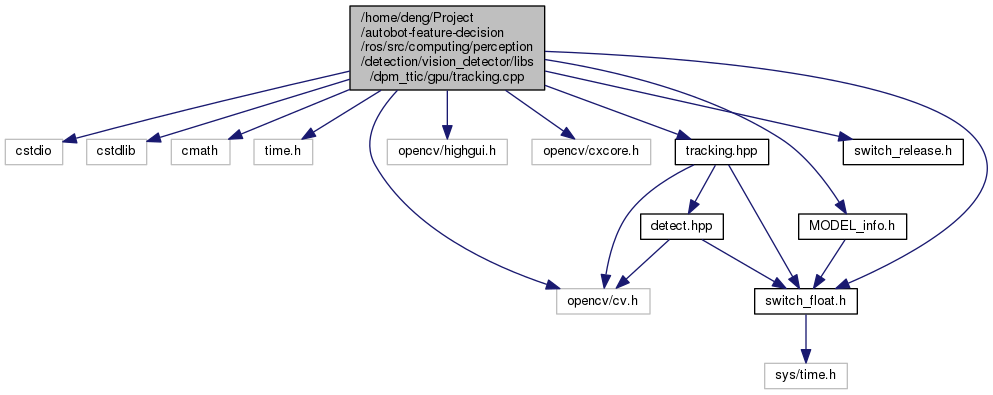 /home/deng/Project
/autobot-feature-decision
/ros/src/computing/perception
/detection/vision_detector/libs
/dpm_ttic/gpu/tracking.cpp
cstdio
cstdlib
cmath
time.h
opencv/highgui.h
opencv/cxcore.h
tracking.hpp
switch_release.h
detect.hpp
MODEL_info.h
opencv/cv.h
switch_float.h
sys/time.h